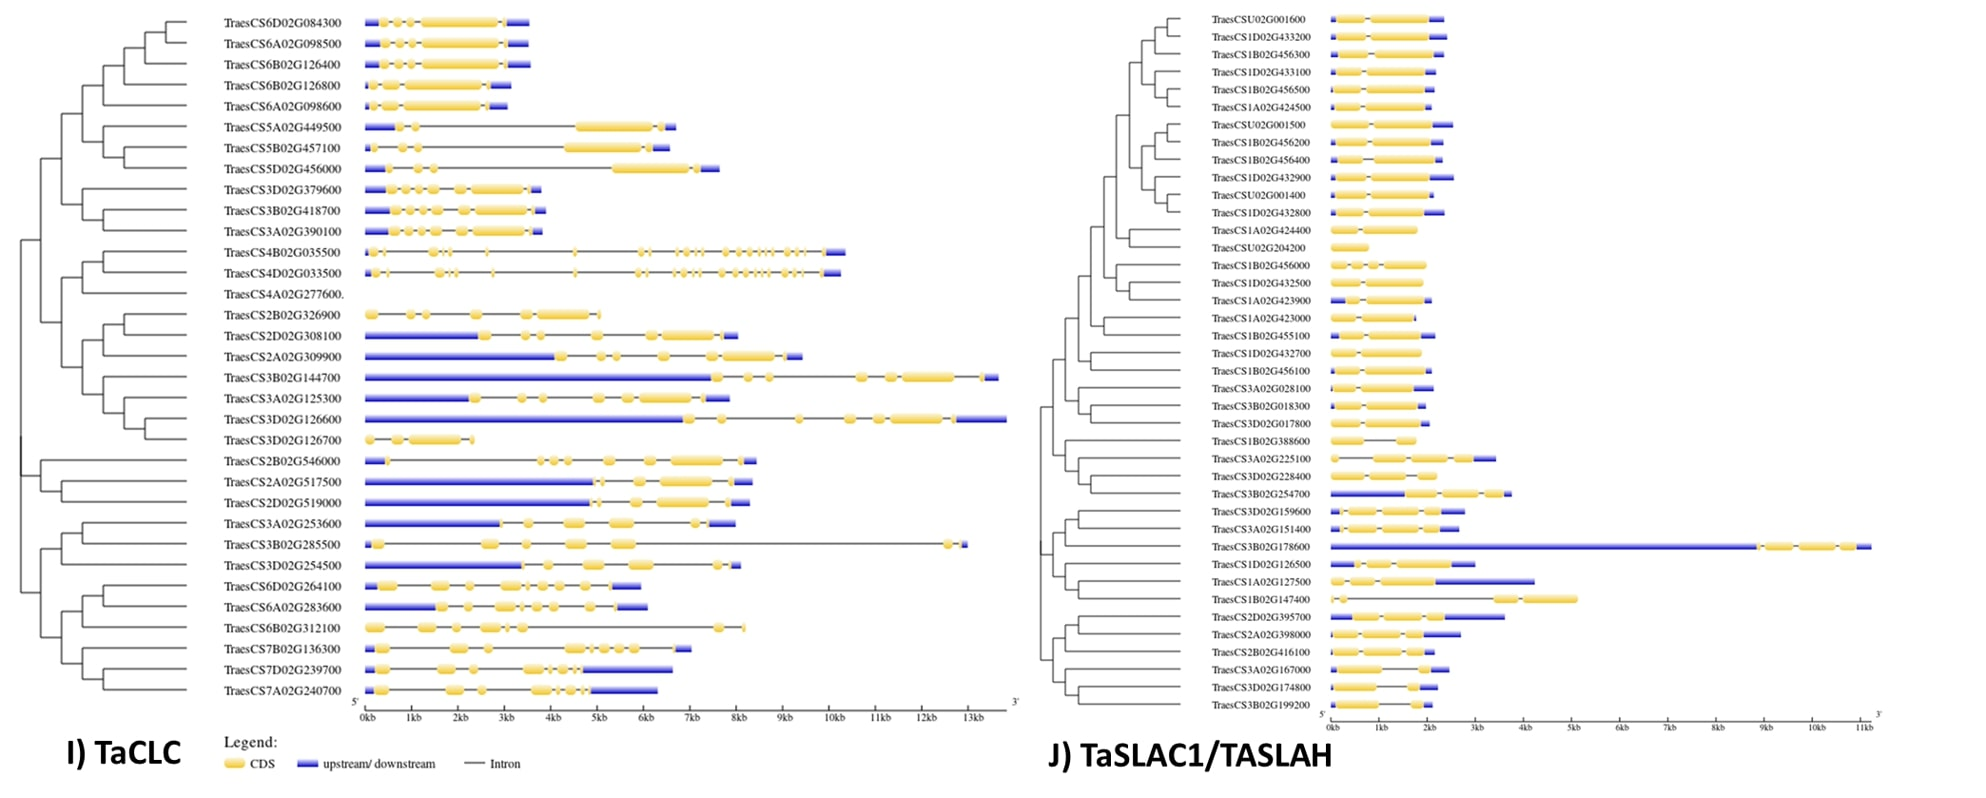 TraesCS6D02G084300
TraesCS6A02G098500
TraesCS6B02G126400
TraesCS6B02G126800
TraesCS6A02G098600
TraesCS5A02G449500
TraesCS5B02G457100
TraesCS5D02G456000
TraesCS3D02G379600
TraesCS3B02G418700
TraesCS3A02G390100
TraesCS4B02G035500
TraesCS4D02G033500
TraesCS4A02G277600.
TraesCS2B02G326900
TraesCS2D02G308100
TraesCS2A02G309900
TraesCS3B02G144700
TraesCS3A02G125300
TraesCS3D02G126600
TraesCS3D02G126700
TraesCS2B02G546000
TraesCS2A02G517500
TraesCS2D02G519000
TraesCS3A02G253600
TraesCS3B02G285500
TraesCS3D02G254500
TraesCS6D02G264100
TraesCS6A02G283600
TraesCS6B02G312100
TraesCS7B02G136300
TraesCS7D02G239700
TraesCS7A02G240700
5' 3'
0kb 1kb 2kb 3kb 4kb 5kb 6kb 7kb 8kb 9kb 10kb 11kb 12kb 13kb
I) TaCLC
Legend:
CDS upstream/ downstream Intron
TraesCSU02G001600
TraesCS1D02G433200
TraesCS1B02G456300
TraesCS1D02G433100
TraesCS1B02G456500
TraesCS1A02G424500
TraesCSU02G001500
TraesCS1B02G456200
TraesCS1B02G456400
TraesCS1D02G432900
TraesCSU02G001400
TraesCS1D02G432800
TraesCS1A02G424400
TraesCSU02G204200
TraesCS1B02G456000
TraesCS1D02G432500
TraesCS1A02G423900
TraesCS1A02G423000
TraesCS1B02G455100
TraesCS1D02G432700
TraesCS1B02G456100
TraesCS3A02G028100
TraesCS3B02G018300
TraesCS3D02G017800
TraesCS1B02G388600
TraesCS3A02G225100
TraesCS3D02G228400
TraesCS3B02G254700
TraesCS3D02G159600
TraesCS3A02G151400
TraesCS3B02G178600
TraesCS1D02G126500
TraesCS1A02G127500
TraesCS1B02G147400
TraesCS2D02G395700
TraesCS2A02G398000
TraesCS2B02G416100
TraesCS3A02G167000
TraesCS3D02G174800
TraesCS3B02G199200
5' 3'
0kb 1kb 2kb 3kb 4kb 5kb 6kb 7kb 8kb 9kb 10kb 11kb
J) TaSLAC1/TASLAH